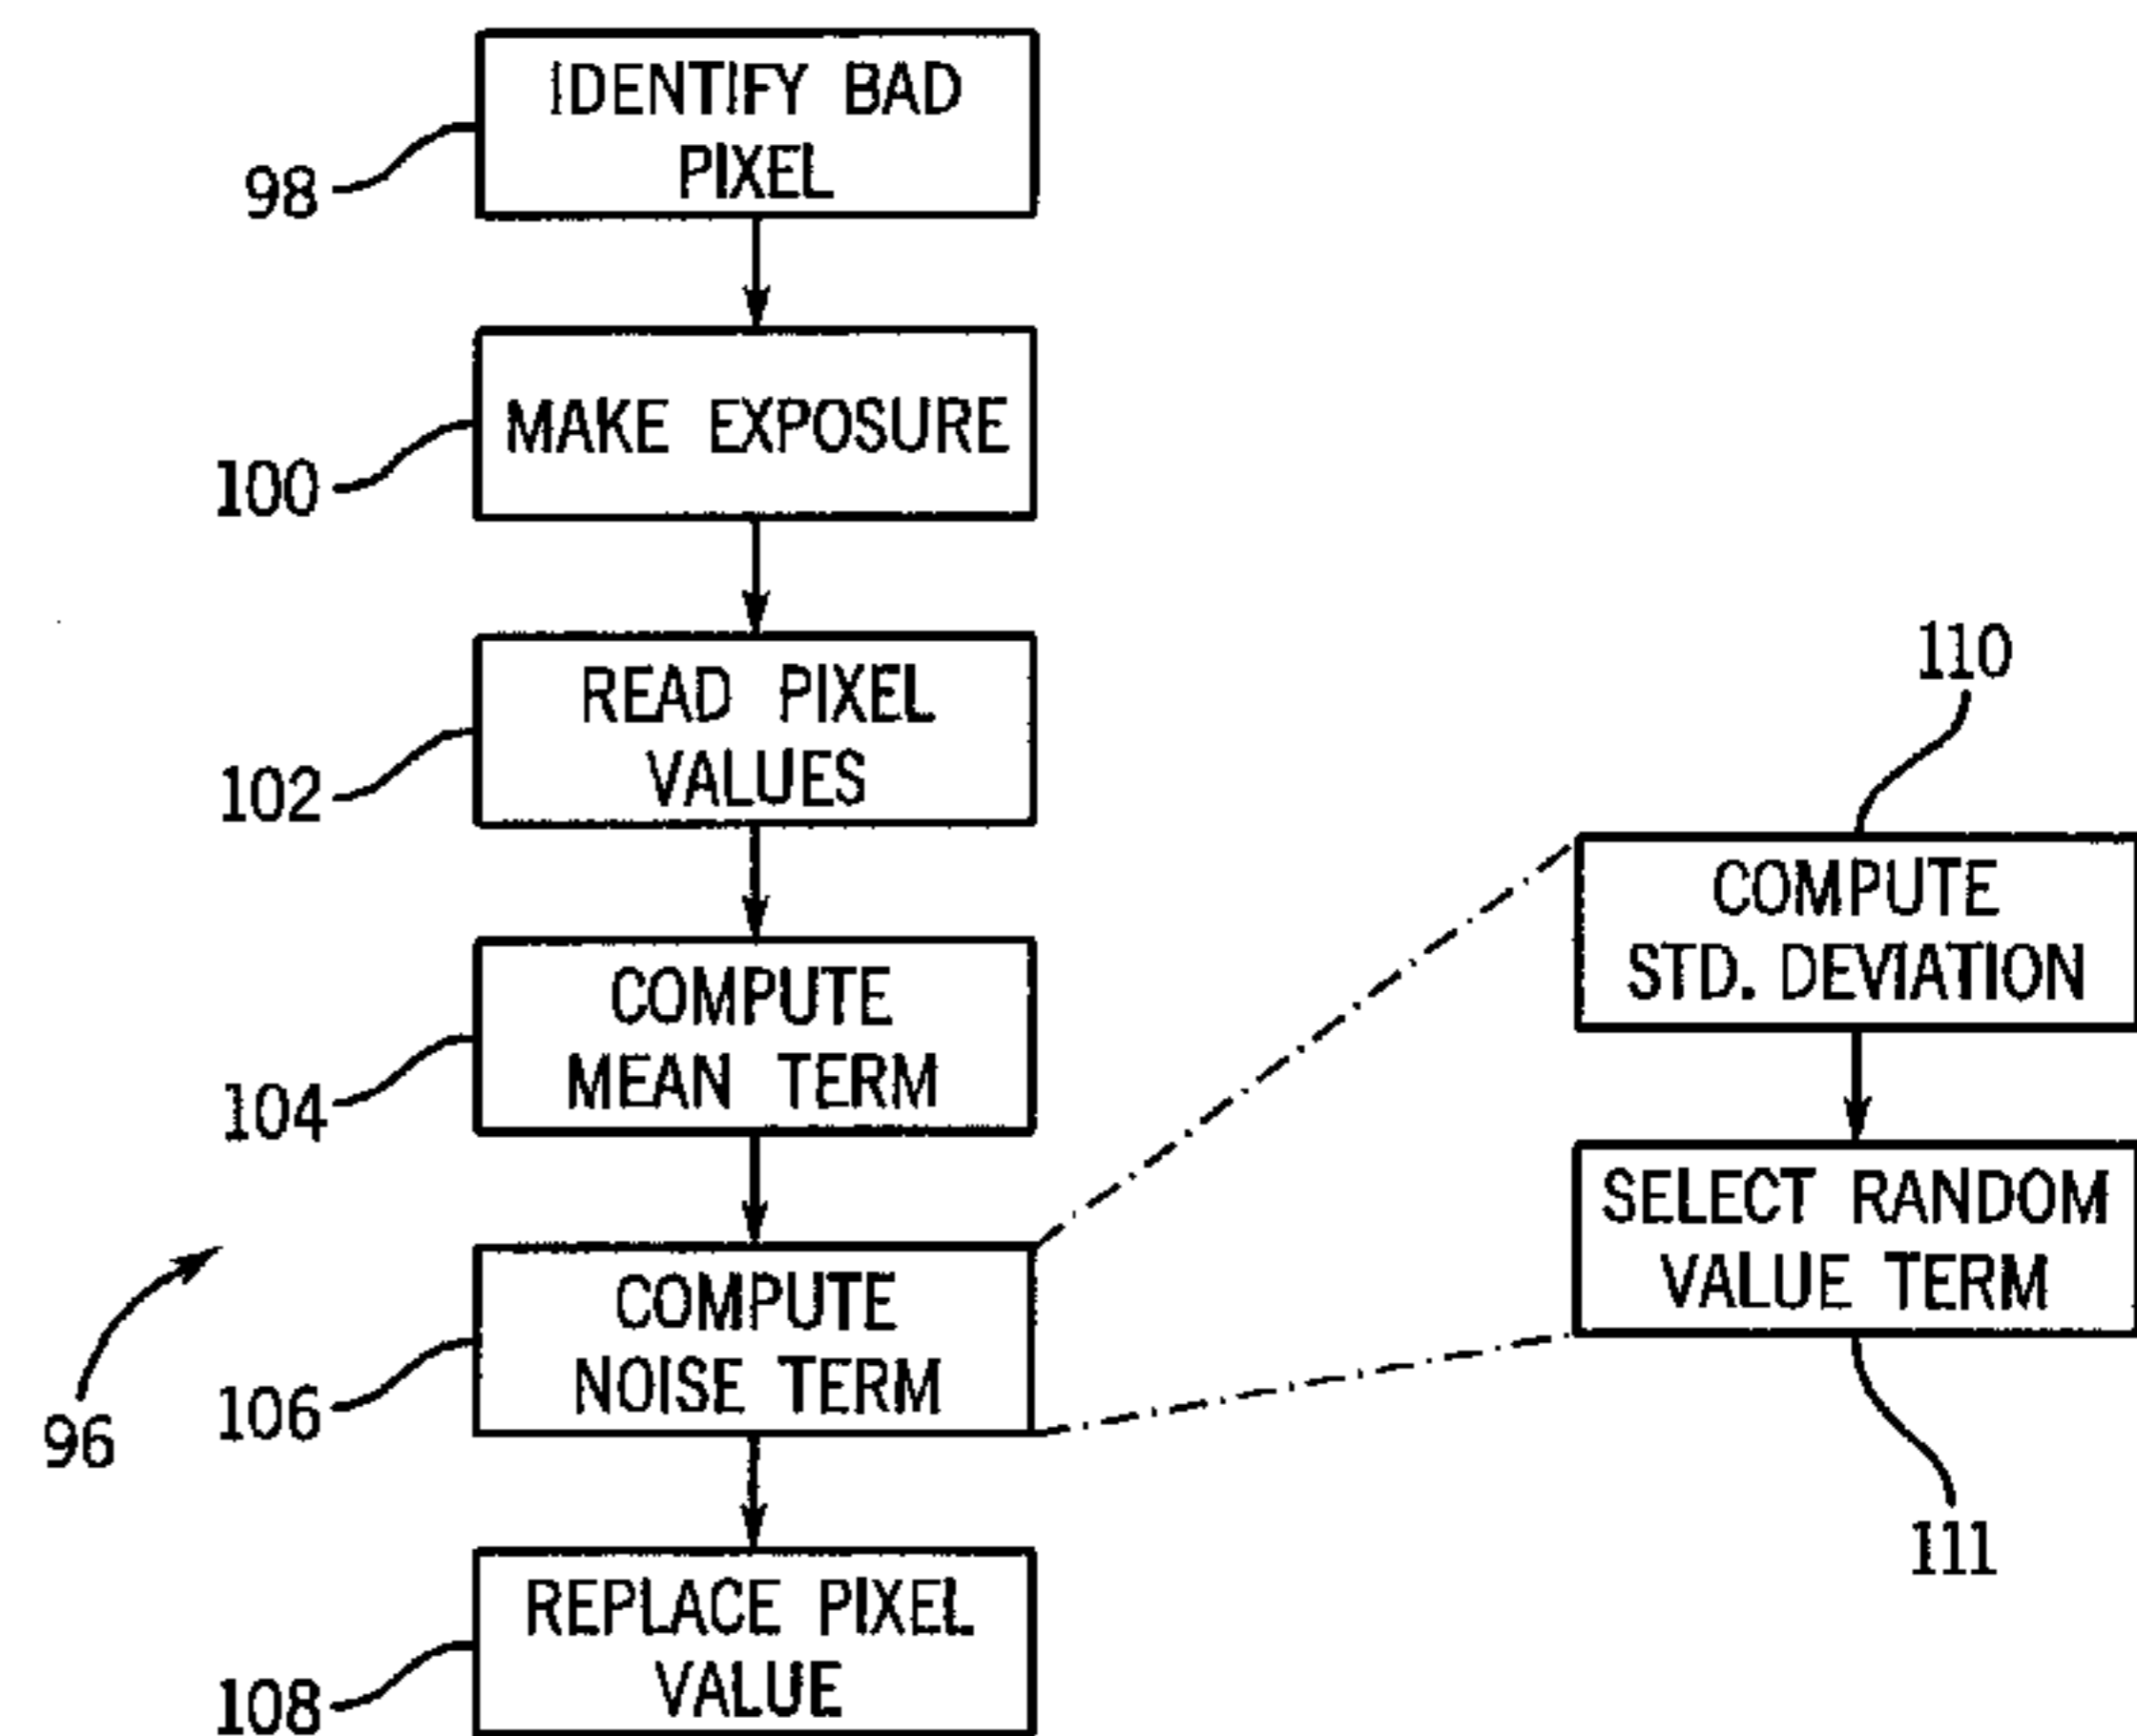 IDENTIFY BAD
PIXEL
98
MAKE EXPOSURE
100
READ PIXEL
VALUES
102
COMPUTE
MEAN TERM
104
COMPUTE
NOISE TERM
106
96
REPLACE PIXEL
VALUE
108
110
COMPUTE
STD. DEVIATION
SELECT RANDOM
VALUE TERM
111